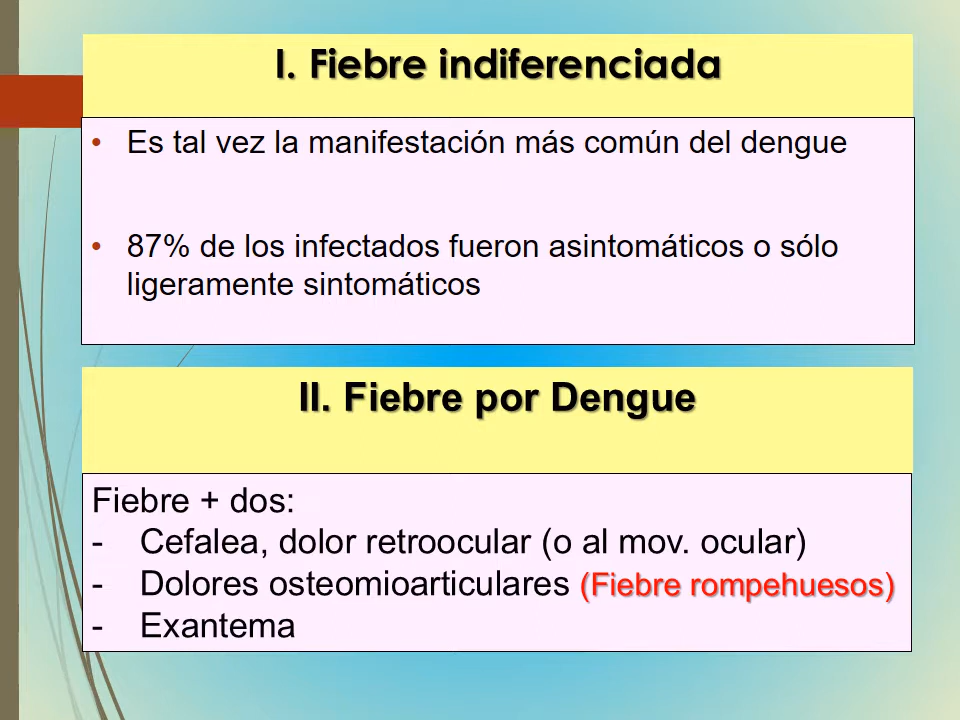 I. Fiebre indiferenciada
• Es tal vez la manifestación más común del dengue
• 87% de los infectados fueron asintomáticos o sólo
ligeramente sintomáticos
II. Fiebre por Dengue
Fiebre + dos:
- Cefalea, dolor retroocular (o al mov. ocular)
- Dolores osteomioarticulares (Fiebre rompehuesos)
- Exantema